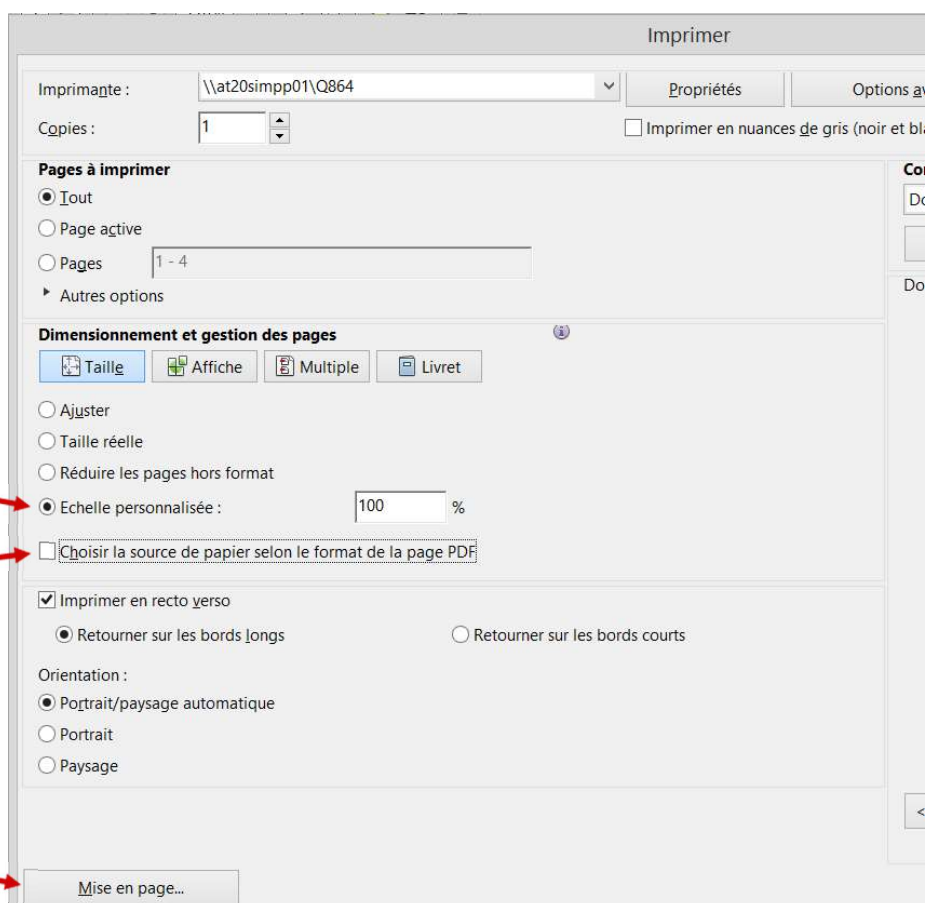 Imprimer
Imprimante : \\at20simpp01\Q864 Propriétés Options
Copies : 1 Imprimer en nuances de gris (noir et
Pages à imprimer
Tout
Page active
Pages 1 - 4
Autres options
Dimensionnement et gestion des pages
Taille Affiche Multiple Livret
Ajuster
Taille réelle
Réduire les pages hors format
Echelle personnalisée : 100 %
Choisir la source de papier selon le format de la page PDF
Imprimer en recto verso
Retourner sur les bords longs Retourner sur les bords courts
Orientation :
Portrait/paysage automatique
Portrait
Paysage
<
Mise en page...